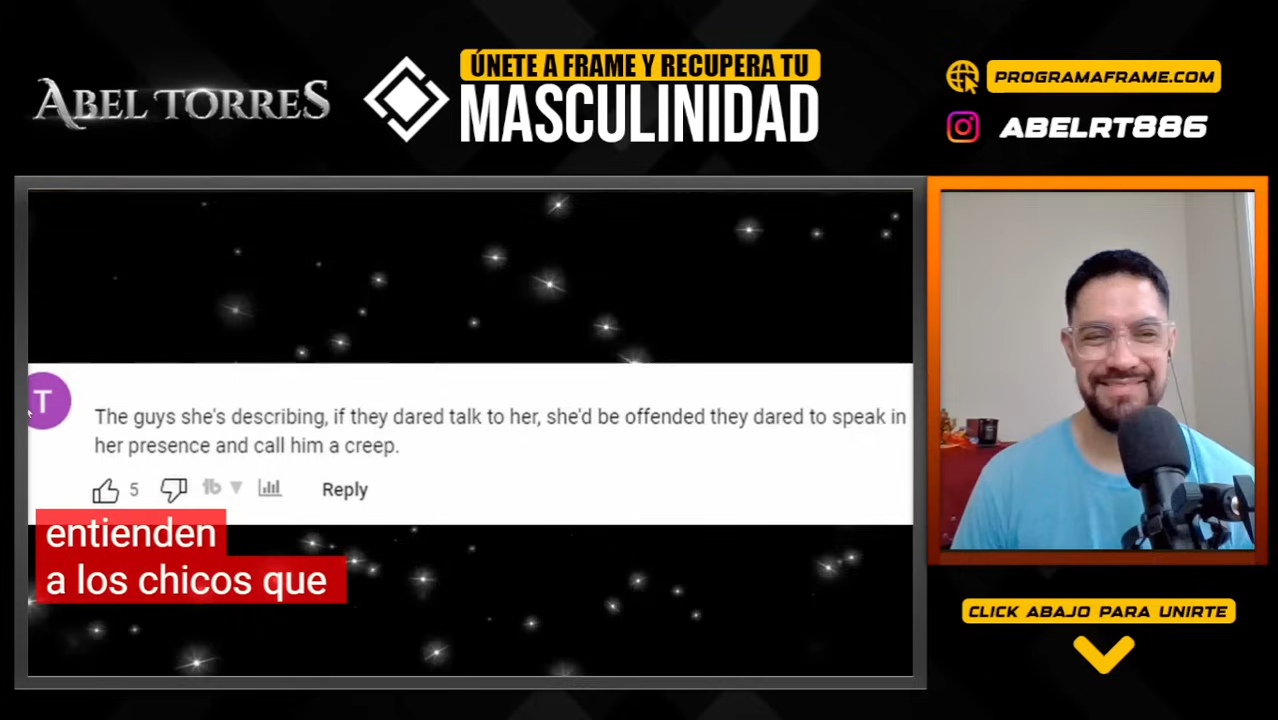 ABEL TORRES
ÚNETE A FRAME Y RECUPERA TU
MASCULINIDAD
PROGRAMAFRAME.COM
ABELRT886
T
The guys she's describing, if they dared talk to her, she'd be offended they dared to speak in
her presence and call him a creep.
5
tb
Reply
entienden
a los chicos que
CLICK ABAJO PARA UNIRTE